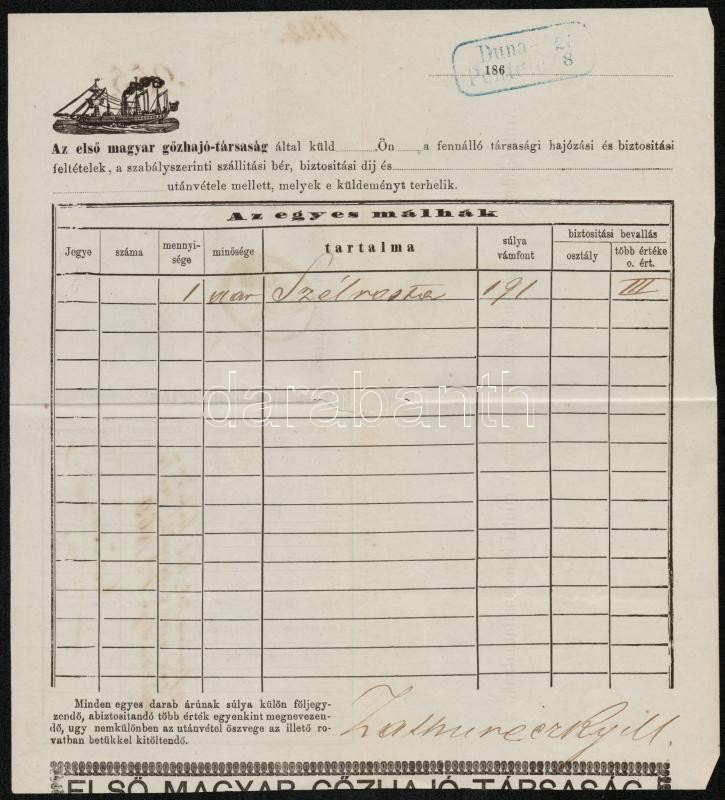 Duna-
21
8
186
Az első magyar gőzhajó-társaság által küld Ön a fennálló társasági hajózási és biztositási
feltételek, a szabályszerinti szállitási bér, biztositási dij és
utánvétele mellett, melyek e küldeményt terhelik.
Az egyes málhák
Jegye száma mennyi-sége minősége tartalma súlya vámfont biztositási bevallás
osztály több értéke o. ért.
1 Szélrosta 191 III
darabanth
Minden egyes darab árúnak súlya külön följegy-
zendő, abiztositandó több érték egyenkint megnevezen-
dő, ugy nemkülönben az utánvétel öszvege az illető ro-
vatban betükkel kitöltendő.
ELSŐ MAGYAR GŐZHAJÓ TÁRSASÁG